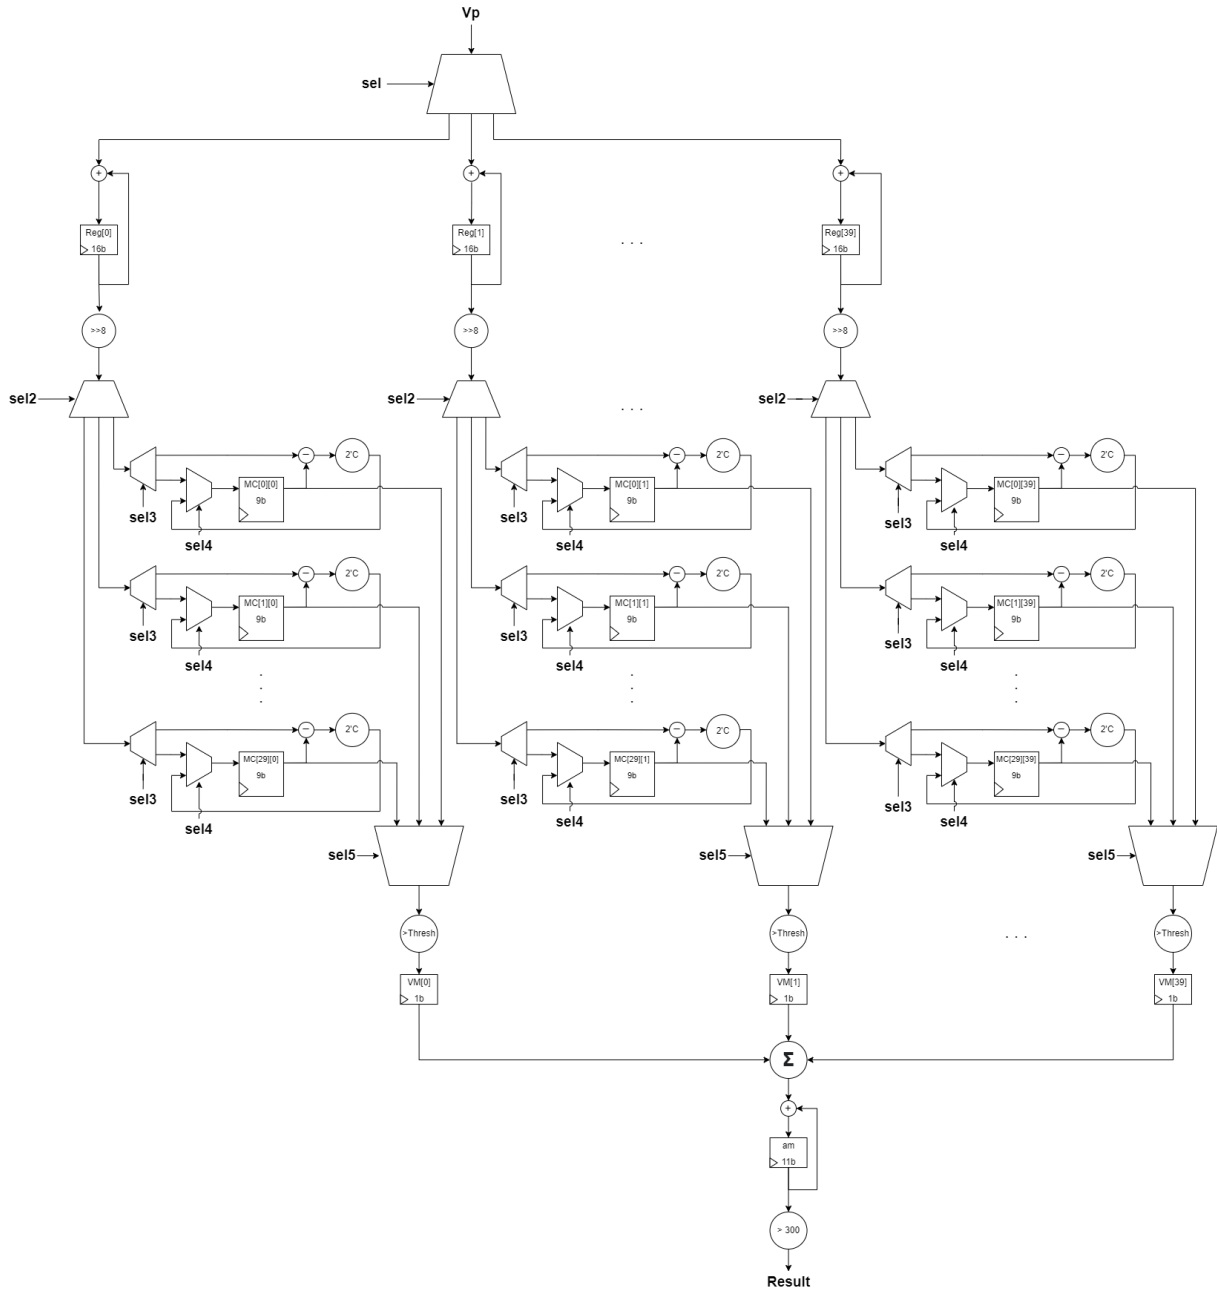 Vp
sel
+
+
+
Reg[0]
16b
Reg[1]
16b
. . .
Reg[39]
16b
>>8
>>8
>>8
sel2
sel2
. . .
sel2
−
2'C
−
2'C
−
2'C
MC[0][0]
9b
MC[0][1]
9b
MC[0][39]
9b
sel3
sel3
sel3
sel4
sel4
sel4
−
2'C
−
2'C
−
2'C
MC[1][0]
9b
MC[1][1]
9b
MC[1][39]
9b
sel3
sel3
sel3
sel4
sel4
sel4
. . .
. . .
. . .
−
2'C
−
2'C
−
2'C
MC[29][0]
9b
MC[29][1]
9b
MC[29][39]
9b
sel3
sel3
sel3
sel4
sel4
sel4
sel5
sel5
sel5
>Thresh
>Thresh
. . .
>Thresh
VM[0]
1b
VM[1]
1b
VM[39]
1b
Σ
+
am
11b
> 300
Result